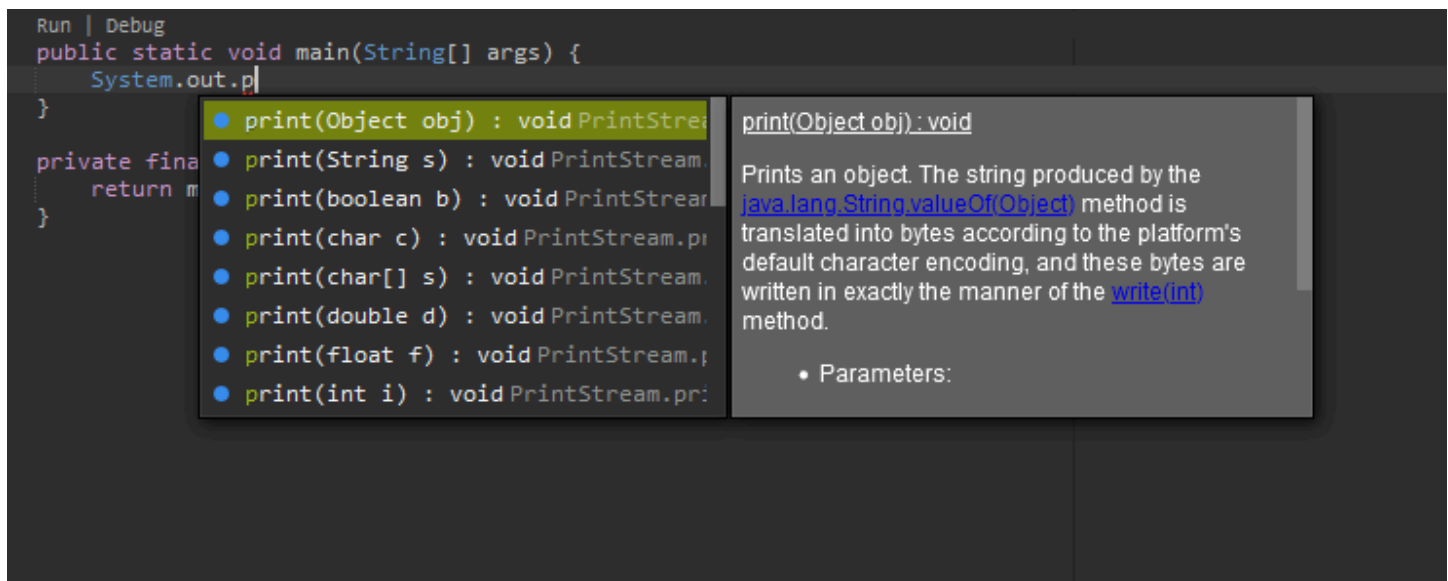 Run | Debug
public static void main(String[] args) {
System.out.p
}
private fina
return m
}
print(Object obj) : void PrintStrea
print(String s) : void PrintStream.
print(boolean b) : void PrintStrear
print(char c) : void PrintStream.pr
print(char[] s) : void PrintStream.
print(double d) : void PrintStream.
print(float f) : void PrintStream.p
print(int i) : void PrintStream.pri
print(Object obj) : void
Prints an object. The string produced by the
java.lang.String.valueOf(Object) method is
translated into bytes according to the platform's
default character encoding, and these bytes are
written in exactly the manner of the write(int)
method.
• Parameters: